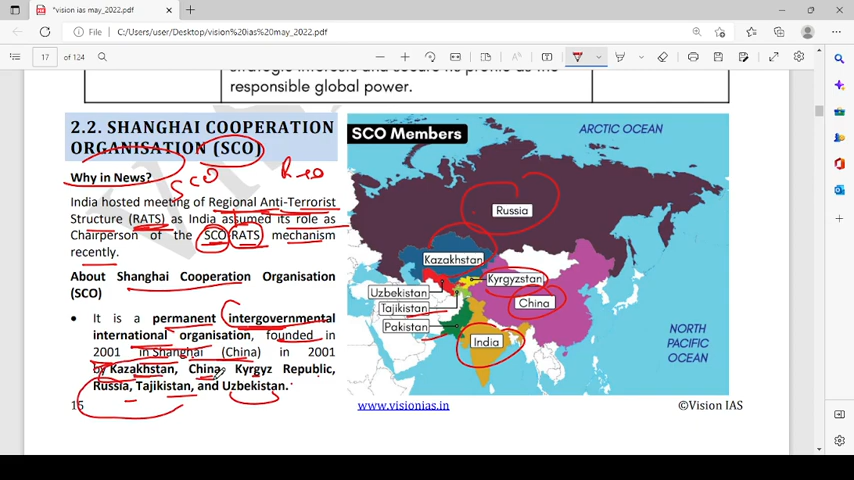 vision ias may_2022.pdf
File
C:/Users/user/Desktop/vision%20ias%20may_2022.pdf
17 of 124
responsible global power.
2.2. SHANGHAI COOPERATION
ORGANISATION (SCO)
SCO
Why in News?
India hosted meeting of Regional Anti-Terrorist
Structure (RATS) as India assumed its role as
Chairperson of the SCO RATS mechanism
recently.
About Shanghai Cooperation Organisation
(SCO)
• It is a permanent intergovernmental
international organisation, founded in
2001 in Shanghai (China) in 2001
by Kazakhstan, China, Kyrgyz Republic,
Russia, Tajikistan, and Uzbekistan.
SCO Members
ARCTIC OCEAN
Russia
Kazakhstan
Kyrgyzstan
Uzbekistan
China
Tajikistan
Pakistan
India
NORTH
PACIFIC
OCEAN
www.visionias.in
©Vision IAS